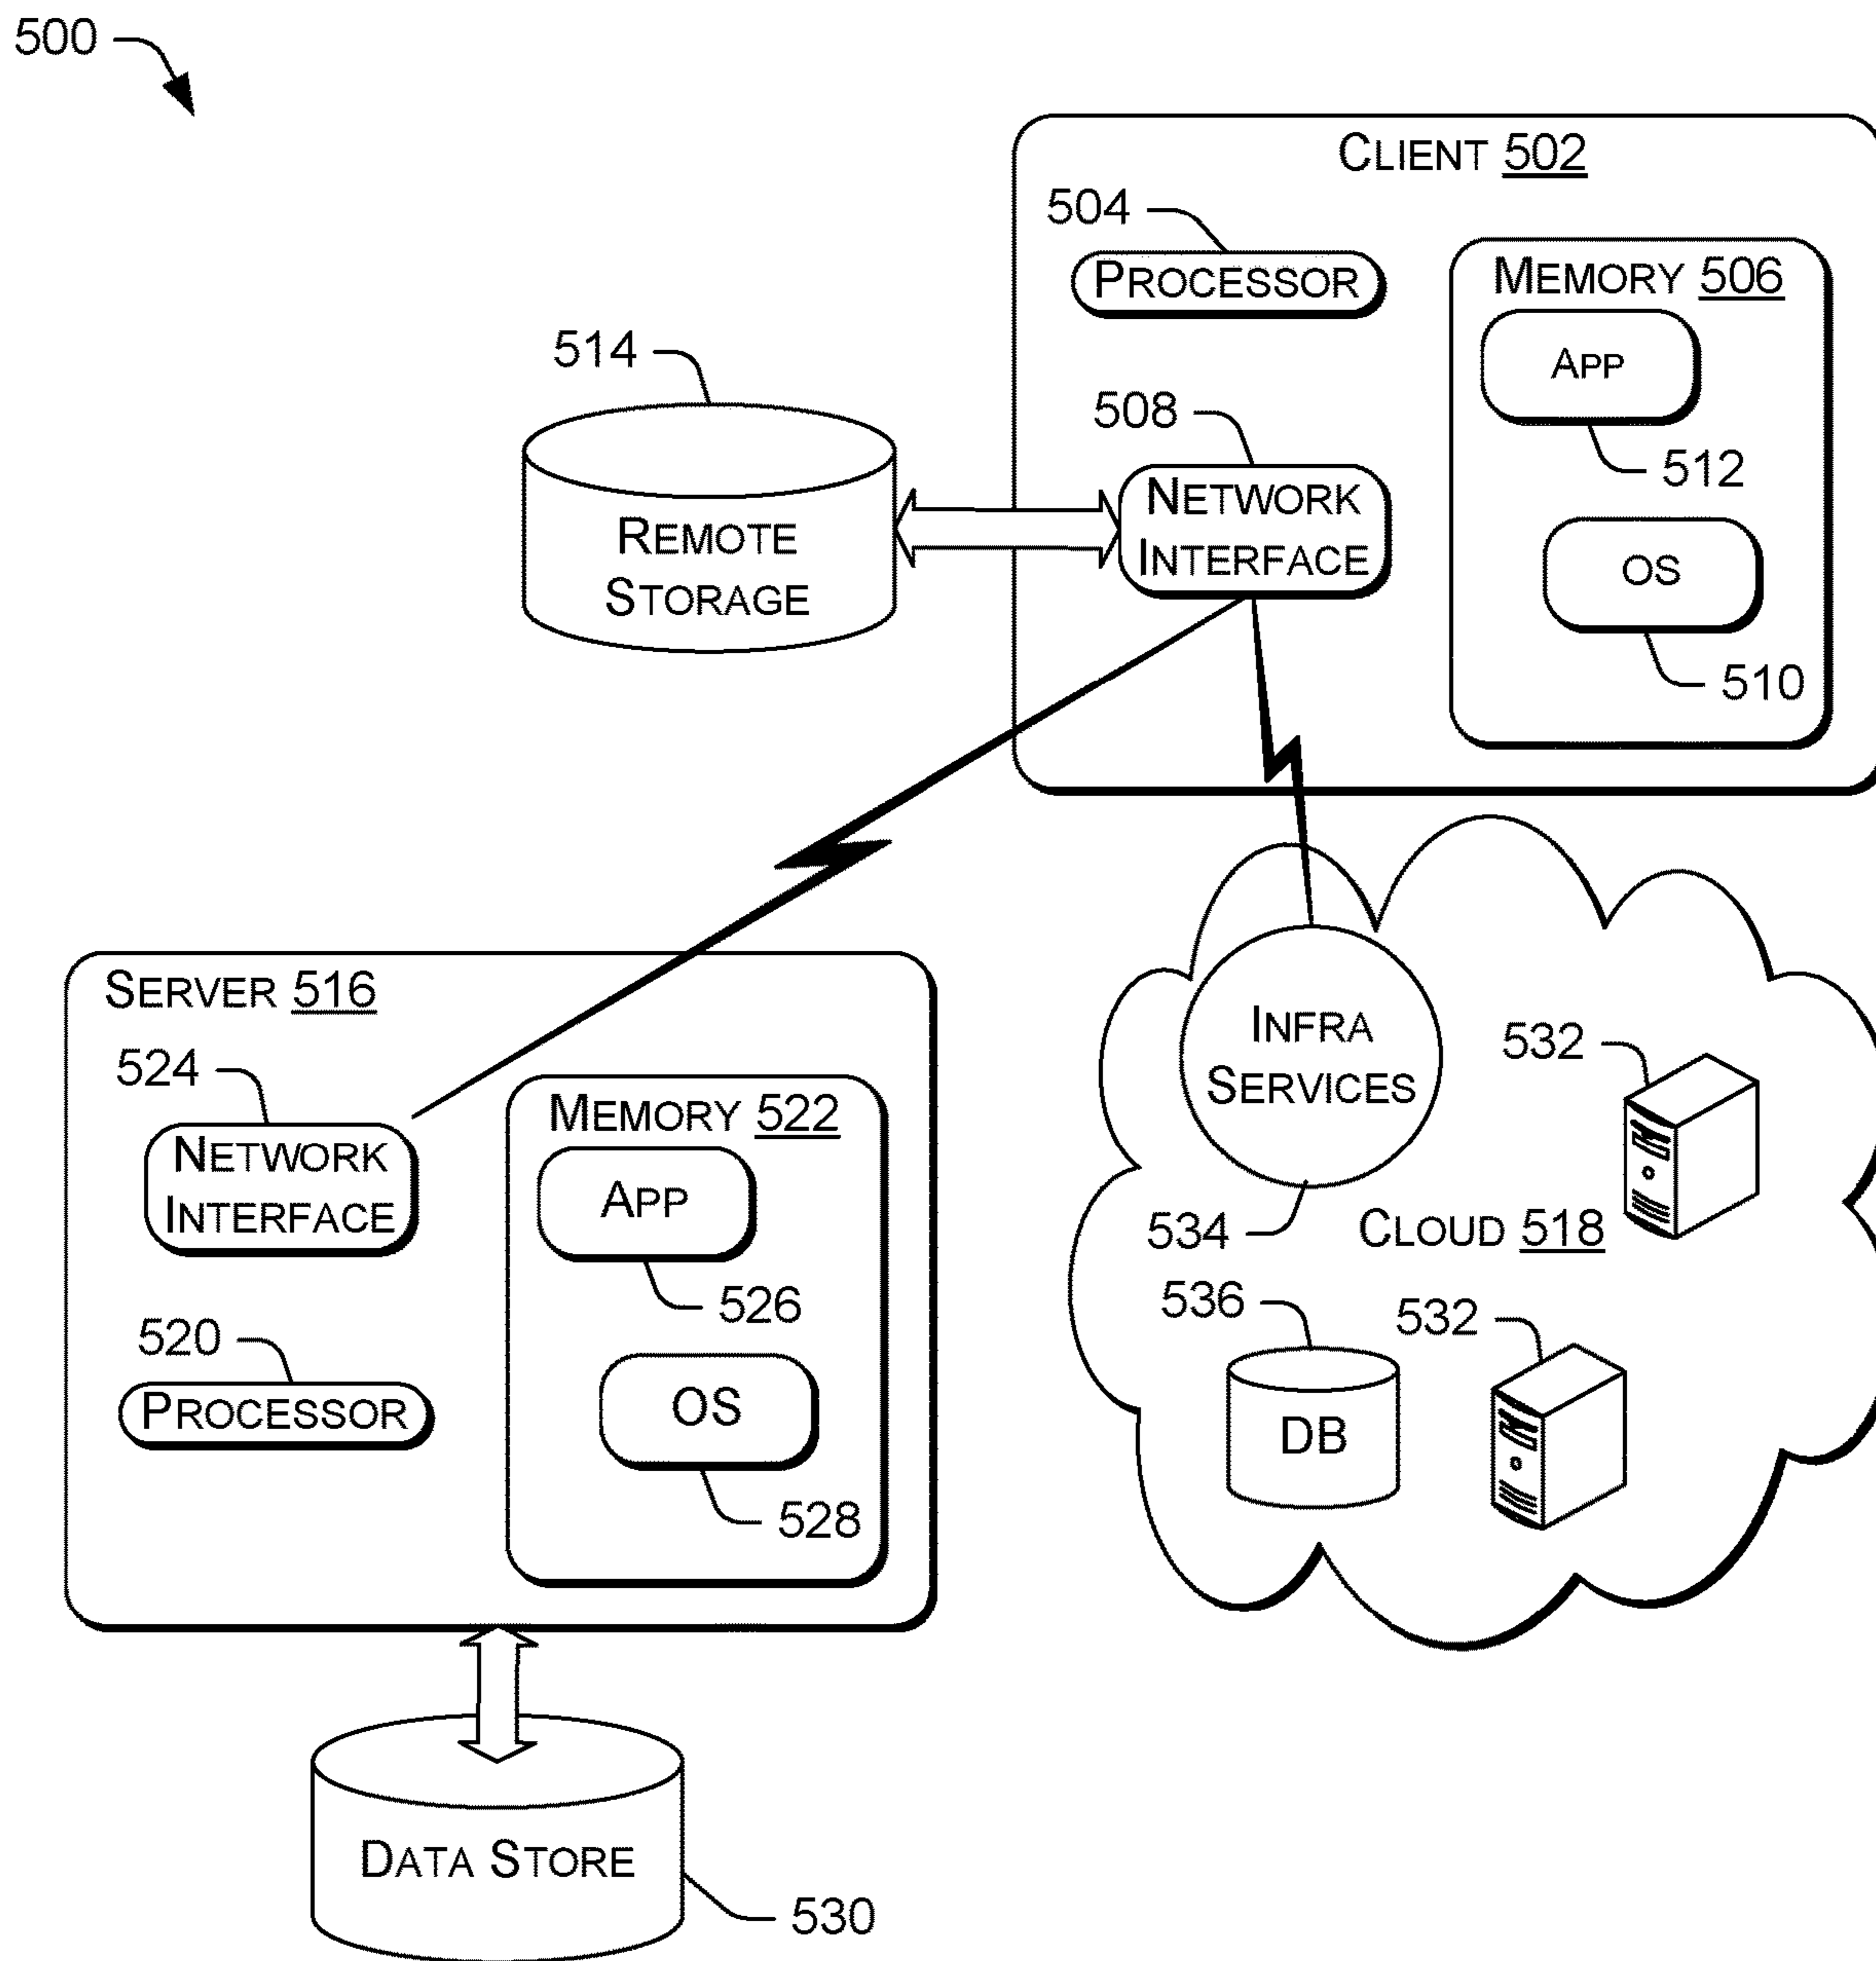 500
CLIENT 502
504
PROCESSOR
MEMORY 506
APP
512
OS
510
508
NETWORK
INTERFACE
514
REMOTE
STORAGE
SERVER 516
524
NETWORK
INTERFACE
MEMORY 522
APP
526
520
PROCESSOR
OS
528
INFRA
SERVICES
534
532
CLOUD 518
536
DB
532
DATA STORE
530